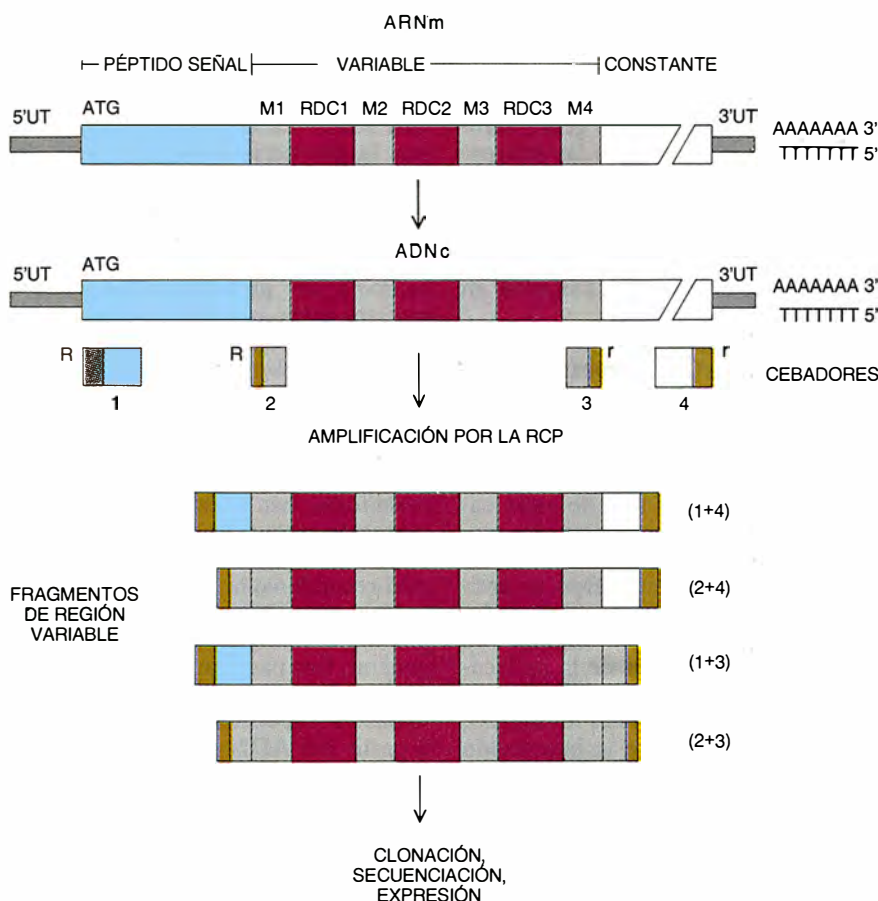 ARNm
PÉPTIDO SEÑAL VARIABLE CONSTANTE
5'UT ATG M1 RDC1 M2 RDC2 M3 RDC3 M4 3'UT AAAAAAA 3'
TTTTTTT 5'
ADNc
5'UT ATG 3'UT AAAAAAA 3'
TTTTTTT 5'
R R r r
CEBADORES
1 2 3 4
AMPLIFICACIÓN POR LA RCP
(1+4)
(2+4)
FRAGMENTOS
DE REGIÓN
VARIABLE
(1+3)
(2+3)
CLONACIÓN,
SECUENCIACIÓN,
EXPRESIÓN